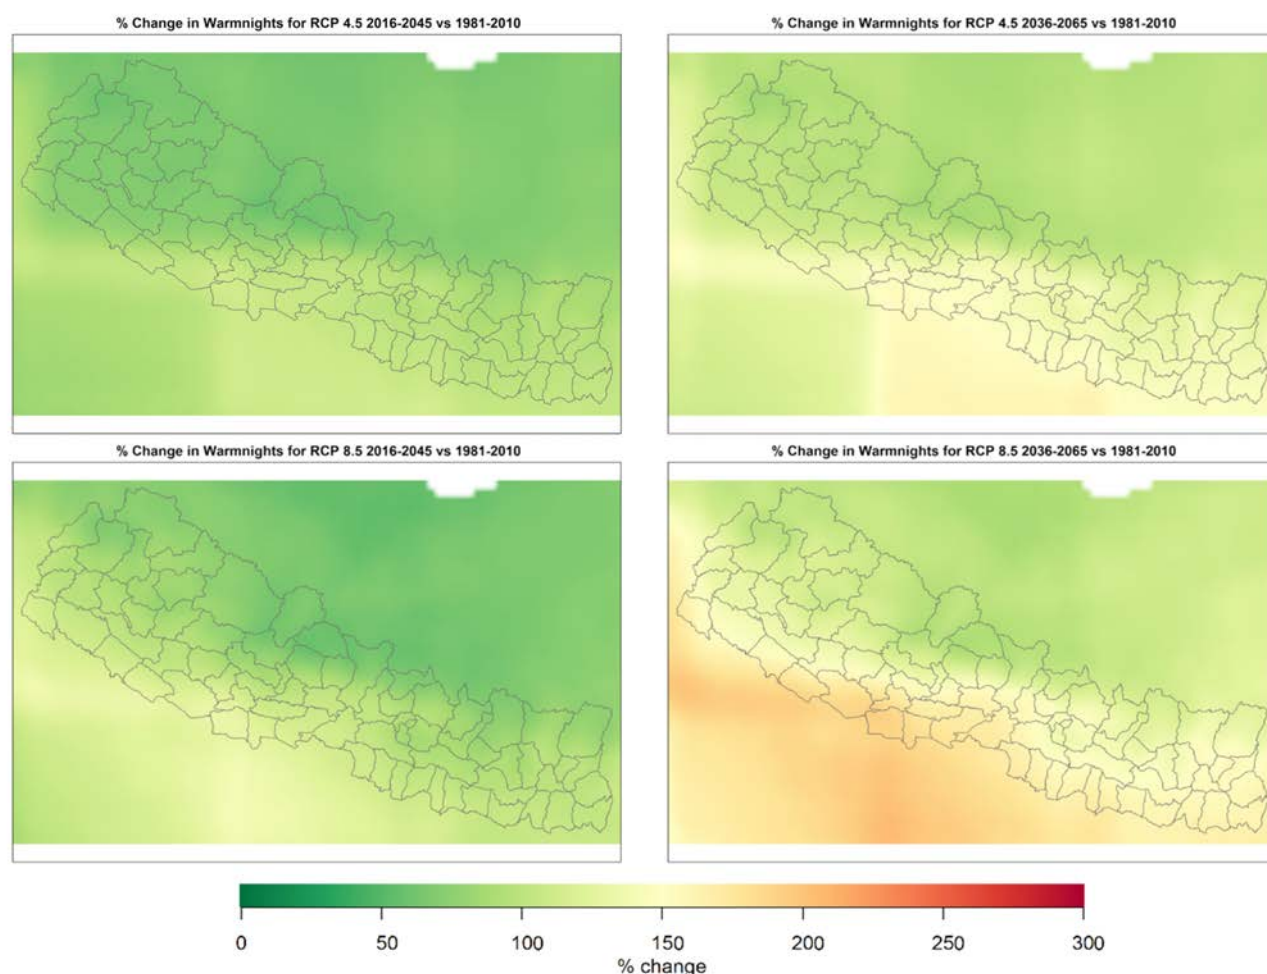 % Change in Warmnights for RCP 4.5 2016-2045 vs 1981-2010
% Change in Warmnights for RCP 4.5 2036-2065 vs 1981-2010
% Change in Warmnights for RCP 8.5 2016-2045 vs 1981-2010
% Change in Warmnights for RCP 8.5 2036-2065 vs 1981-2010
0 50 100 150 200 250 300
% change